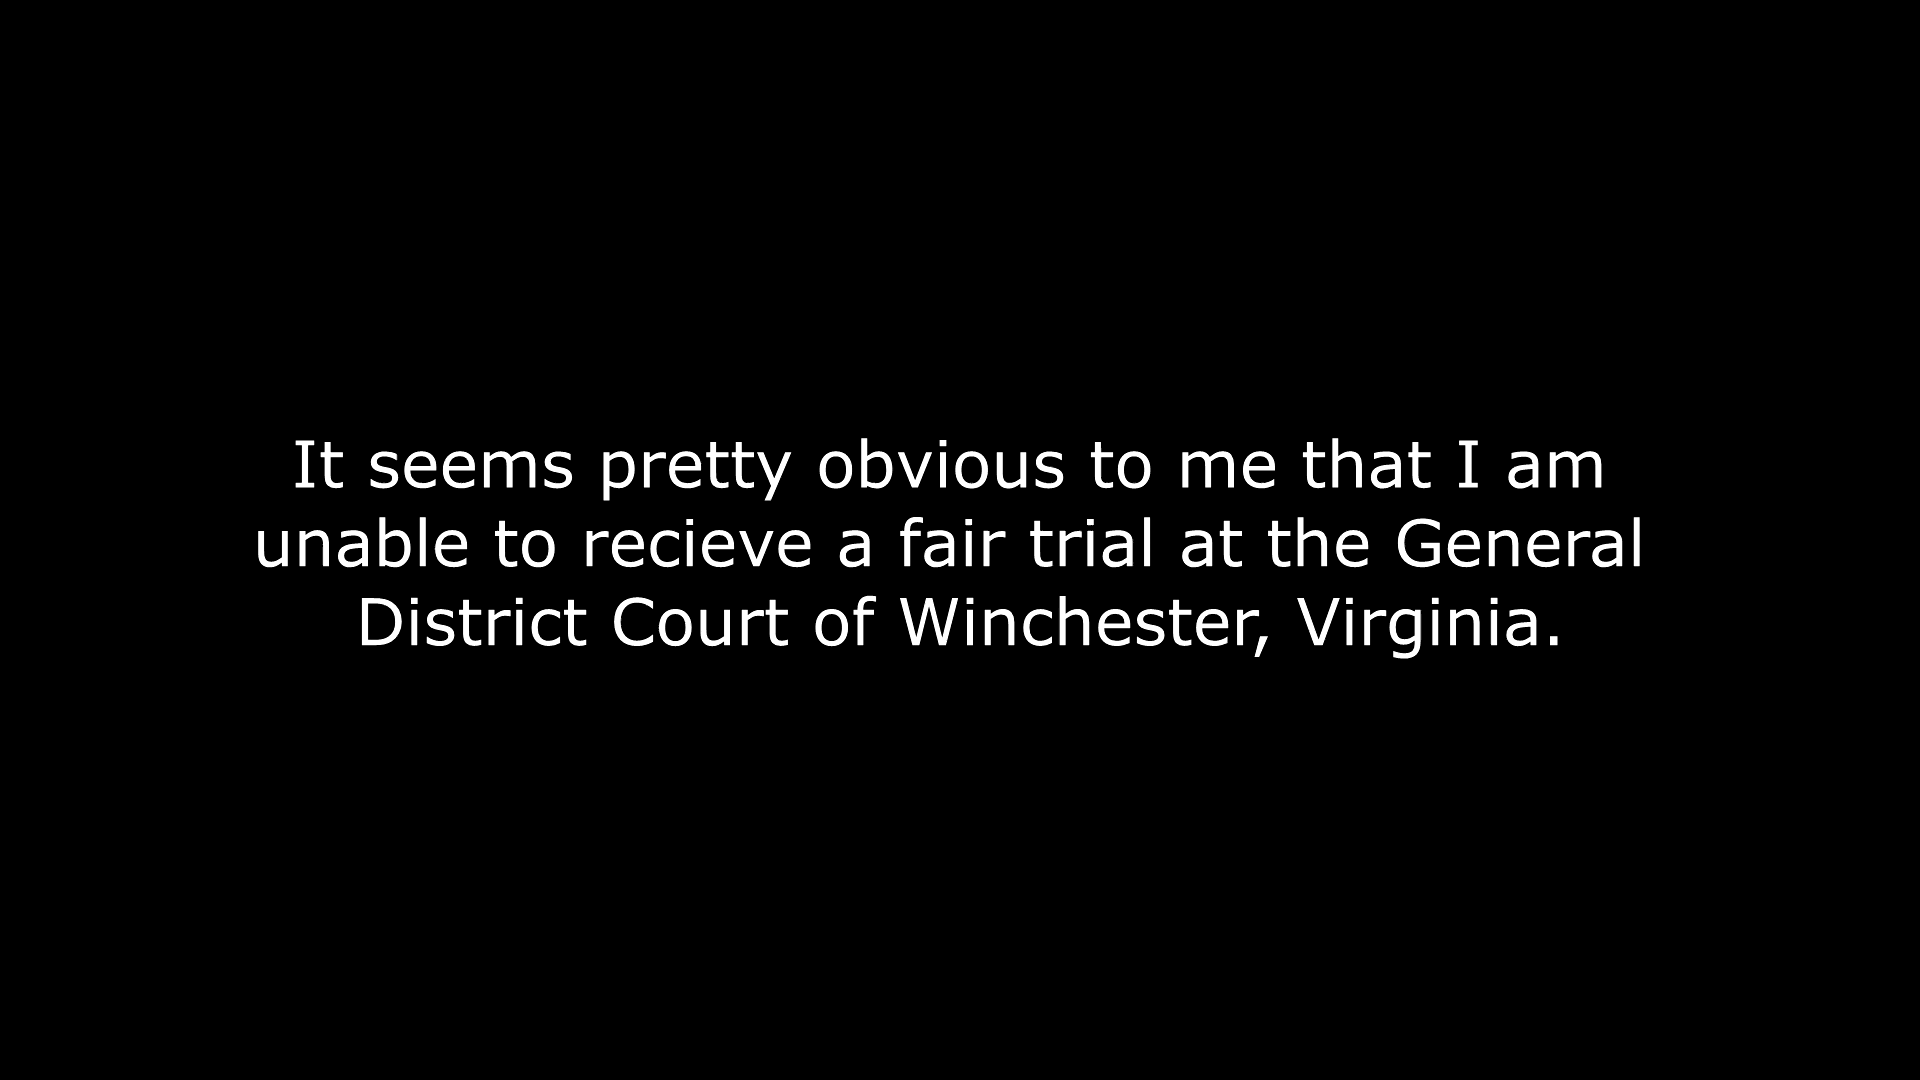 It seems pretty obvious to me that I am
unable to recieve a fair trial at the General
District Court of Winchester, Virginia.